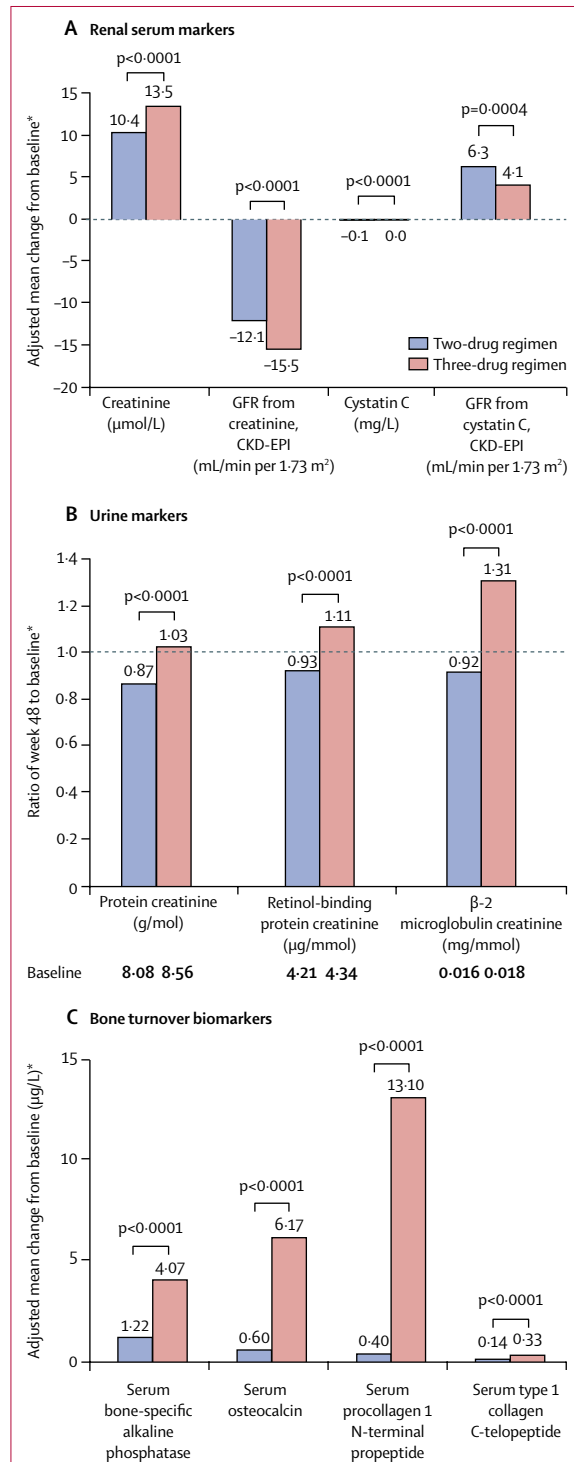 A Renal serum markers
Adjusted mean change from baseline*
15
10
5
0
−5
−10
−15
−20
p<0·0001
10·4
13·5
p<0·0001
−12·1
−15·5
p<0·0001
−0·1
0·0
p=0·0004
6·3
4·1
Two-drug regimen
Three-drug regimen
Creatinine
(μmol/L)
GFR from
creatinine,
CKD-EPI
(mL/min per 1·73 m²)
Cystatin C
(mg/L)
GFR from
cystatin C,
CKD-EPI
(mL/min per 1·73 m²)
B Urine markers
Ratio of week 48 to baseline*
1·4
1·2
1·0
0·8
0·6
0·4
0·2
0
p<0·0001
0·87
1·03
p<0·0001
0·93
1·11
p<0·0001
0·92
1·31
Protein creatinine
(g/mol)
Retinol-binding
protein creatinine
(μg/mmol)
β-2
microglobulin creatinine
(mg/mmol)
Baseline 8·08 8·56 4·21 4·34 0·016 0·018
C Bone turnover biomarkers
Adjusted mean change from baseline (μg/L)*
15
10
5
0
p<0·0001
1·22
4·07
p<0·0001
0·60
6·17
p<0·0001
0·40
13·10
p<0·0001
0·14
0·33
Serum
bone-specific
alkaline
phosphatase
Serum
osteocalcin
Serum
procollagen 1
N-terminal
propeptide
Serum type 1
collagen
C-telopeptide